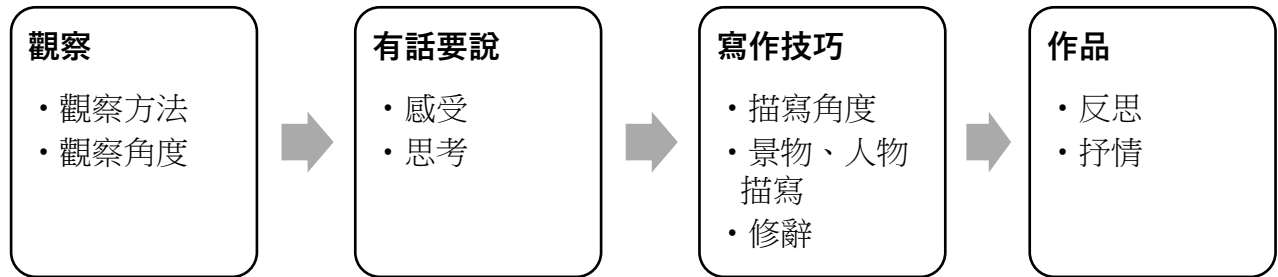 觀察
・觀察方法
・觀察角度
有話要說
・感受
・思考
寫作技巧
・描寫角度
・景物、人物
描寫
・修辭
作品
・反思
・抒情